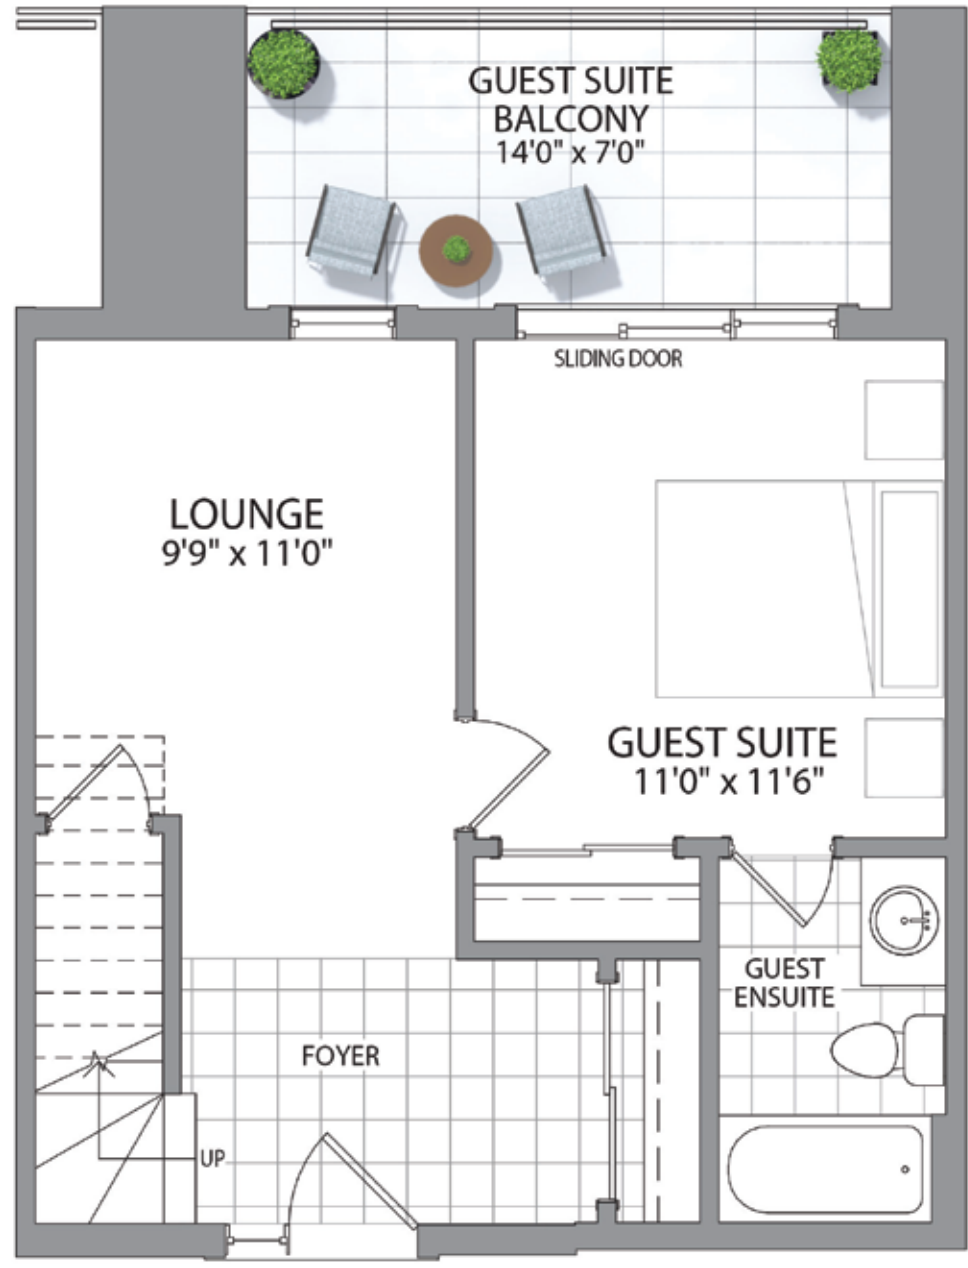 GUEST SUITE
BALCONY
14'0" x 7'0"
SLIDING DOOR
LOUNGE
9'9" x 11'0"
GUEST SUITE
11'0" x 11'6"
GUEST
ENSUITE
FOYER
UP